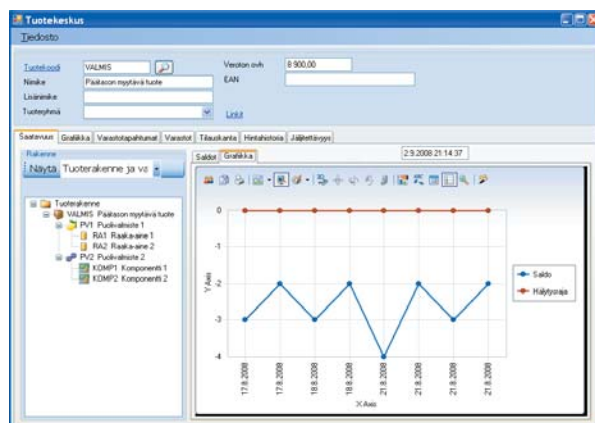 Tuotekeskus
Tiedosto
Tuotekoodi VALMIS Veroton ovh 8 900,00
Nimike Päätason myytävä tuote EAN
Lisänimike
Tuoteryhmä Linkit
Saatavuus Grafiikka Varastotapahtumat Varastot Tilauskanta Hintahistoria Jäljitettävyys
Rakenne
Näytä Tuoterakenne ja va
Saldot Grafiikka 2.9.2008 21:14:37
Tuoterakenne
VALMIS Päätason myytävä tuote
PV1 Puolivalmiste 1
RA1 Raaka-aine 1
RA2 Raaka-aine 2
PV2 Puolivalmiste 2
KOMP1 Komponentti 1
KOMP2 Komponentti 2
0
-1
-2
-3
-4
Y Axis
17.8.2008 17.8.2008 18.8.2008 18.8.2008 21.8.2008 21.8.2008 21.8.2008 21.8.2008
X Axis
Saldo
Hälytysraja